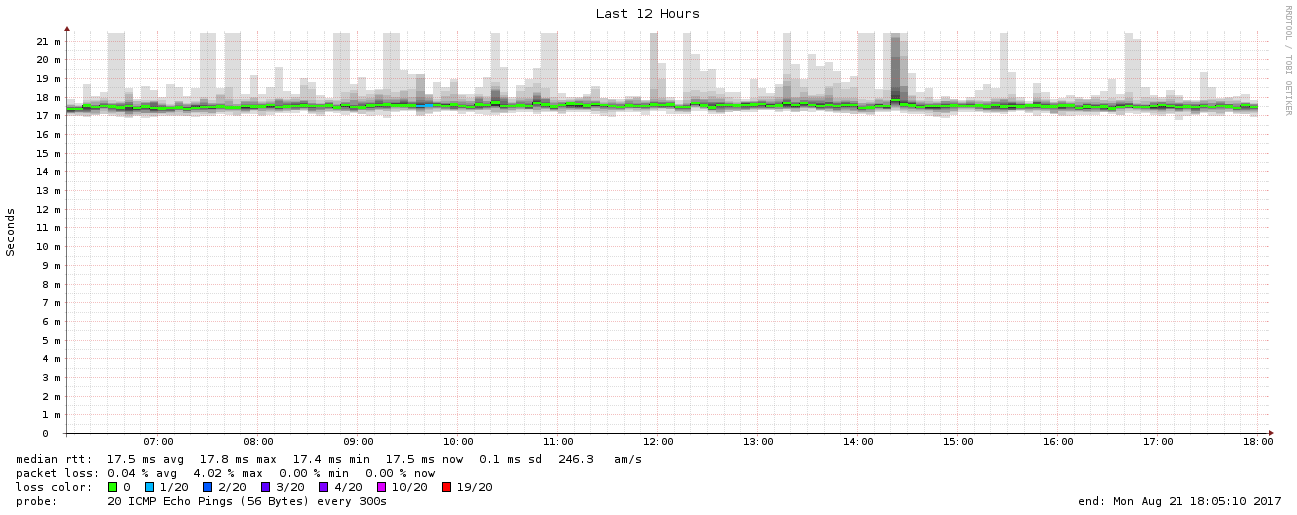 Last 12 Hours
RRDTOOL / TOBI OETIKER
21 m
20 m
19 m
18 m
17 m
16 m
15 m
14 m
13 m
12 m
11 m
10 m
9 m
8 m
7 m
6 m
5 m
4 m
3 m
2 m
1 m
0
Seconds
07:00 08:00 09:00 10:00 11:00 12:00 13:00 14:00 15:00 16:00 17:00 18:00
median rtt: 17.5 ms avg 17.8 ms max 17.4 ms min 17.5 ms now 0.1 ms sd 246.3 am/s
packet loss: 0.04 % avg 4.02 % max 0.00 % min 0.00 % now
loss color: 0 1/20 2/20 3/20 4/20 10/20 19/20
probe: 20 ICMP Echo Pings (56 Bytes) every 300s end: Mon Aug 21 18:05:10 2017